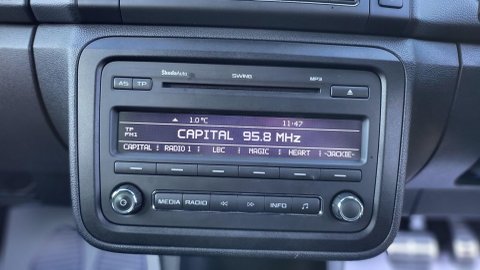 ŠkodaAuto SWING MP3
AS TP
1.0°C 11:47
TP
FM1
CAPITAL 95.8 MHz
CAPITAL RADIO 1 LBC MAGIC HEART -JACKIE-
MEDIA RADIO INFO